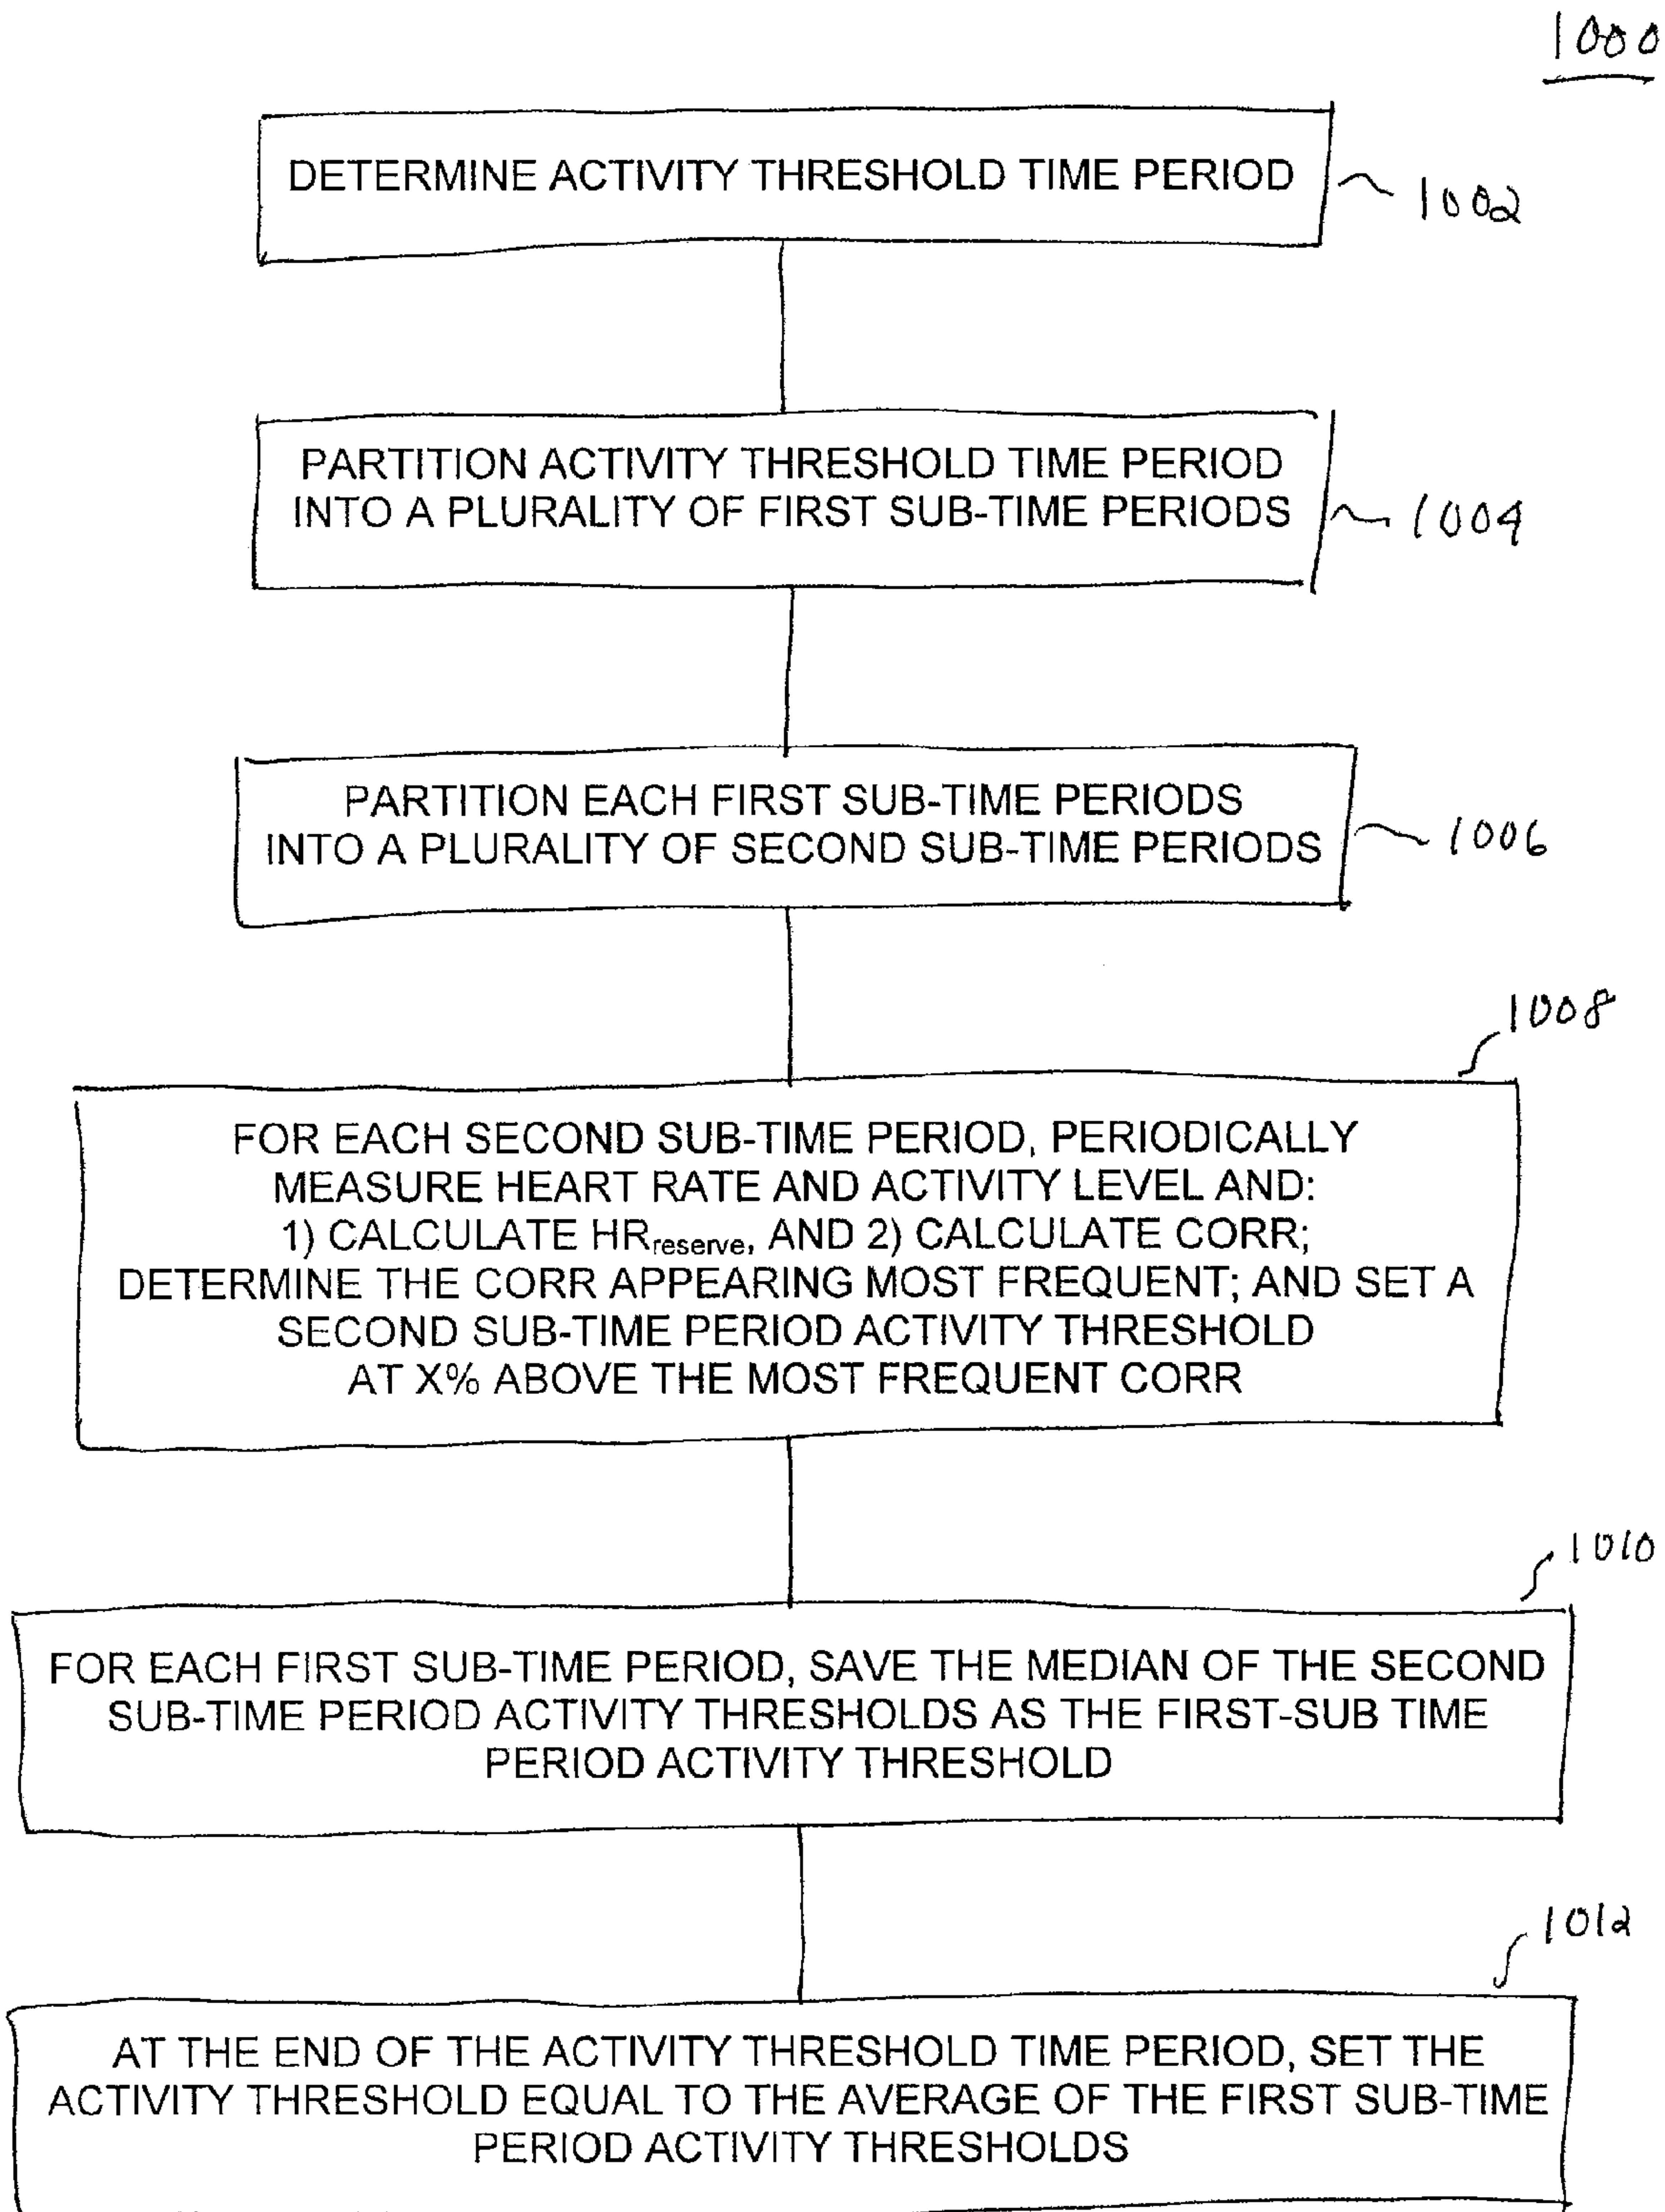 1000
DETERMINE ACTIVITY THRESHOLD TIME PERIOD
1002
PARTITION ACTIVITY THRESHOLD TIME PERIOD
INTO A PLURALITY OF FIRST SUB-TIME PERIODS
1004
PARTITION EACH FIRST SUB-TIME PERIODS
INTO A PLURALITY OF SECOND SUB-TIME PERIODS
1006
1008
FOR EACH SECOND SUB-TIME PERIOD, PERIODICALLY
MEASURE HEART RATE AND ACTIVITY LEVEL AND:
1) CALCULATE HRreserve, AND 2) CALCULATE CORR;
DETERMINE THE CORR APPEARING MOST FREQUENT; AND SET A
SECOND SUB-TIME PERIOD ACTIVITY THRESHOLD
AT X% ABOVE THE MOST FREQUENT CORR
1010
FOR EACH FIRST SUB-TIME PERIOD, SAVE THE MEDIAN OF THE SECOND
SUB-TIME PERIOD ACTIVITY THRESHOLDS AS THE FIRST-SUB TIME
PERIOD ACTIVITY THRESHOLD
1012
AT THE END OF THE ACTIVITY THRESHOLD TIME PERIOD, SET THE
ACTIVITY THRESHOLD EQUAL TO THE AVERAGE OF THE FIRST SUB-TIME
PERIOD ACTIVITY THRESHOLDS